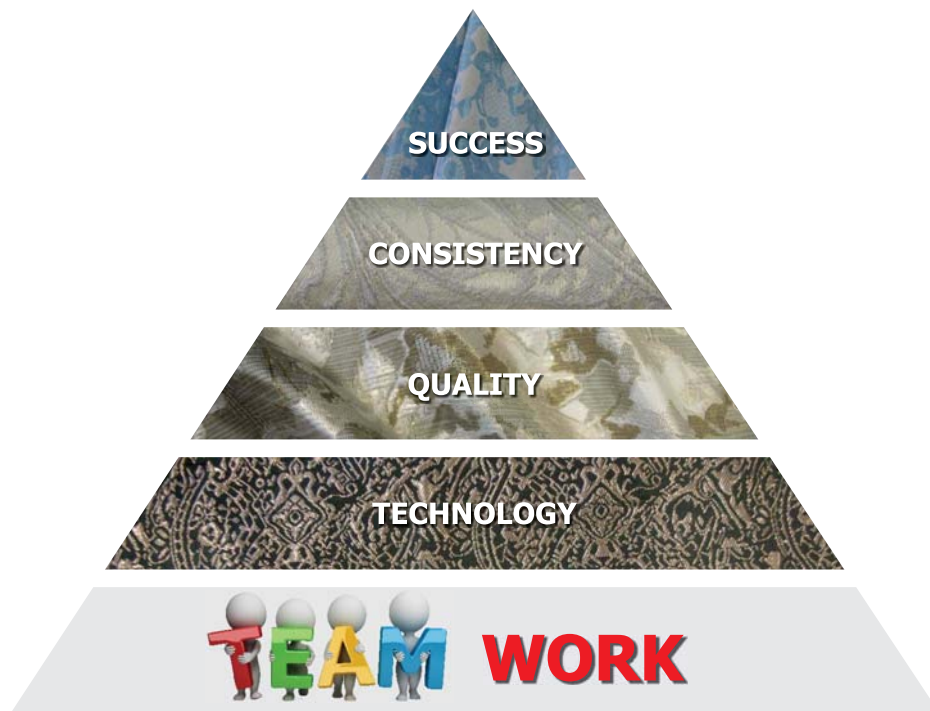 SUCCESS
CONSISTENCY
QUALITY
TECHNOLOGY
TEAM WORK